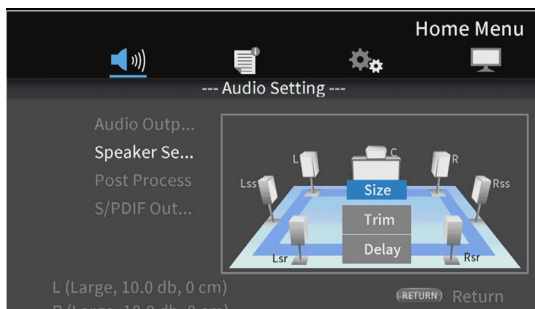 Home Menu
--- Audio Setting ---
Audio Outp...
Speaker Se...
Post Process
S/PDIF Out...
L
C
R
Lss
Rss
Size
Trim
Delay
Lsr
Rsr
L (Large, 10.0 db, 0 cm)
RETURN Return